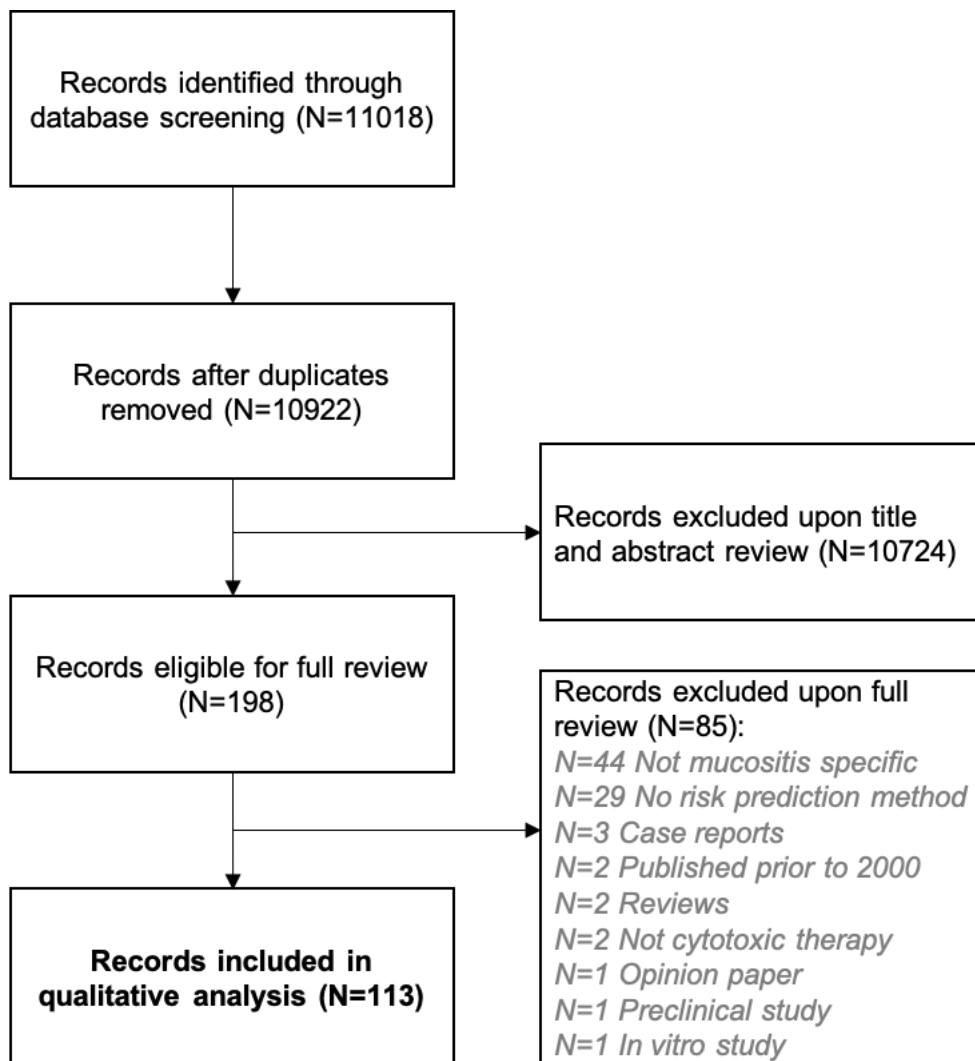 Records identified through
database screening (N=11018)
Records after duplicates
removed (N=10922)
Records excluded upon title
and abstract review (N=10724)
Records eligible for full review
(N=198)
Records excluded upon full
review (N=85):
N=44 Not mucositis specific
N=29 No risk prediction method
N=3 Case reports
N=2 Published prior to 2000
N=2 Reviews
N=2 Not cytotoxic therapy
N=1 Opinion paper
N=1 Preclinical study
N=1 In vitro study
Records included in
qualitative analysis (N=113)